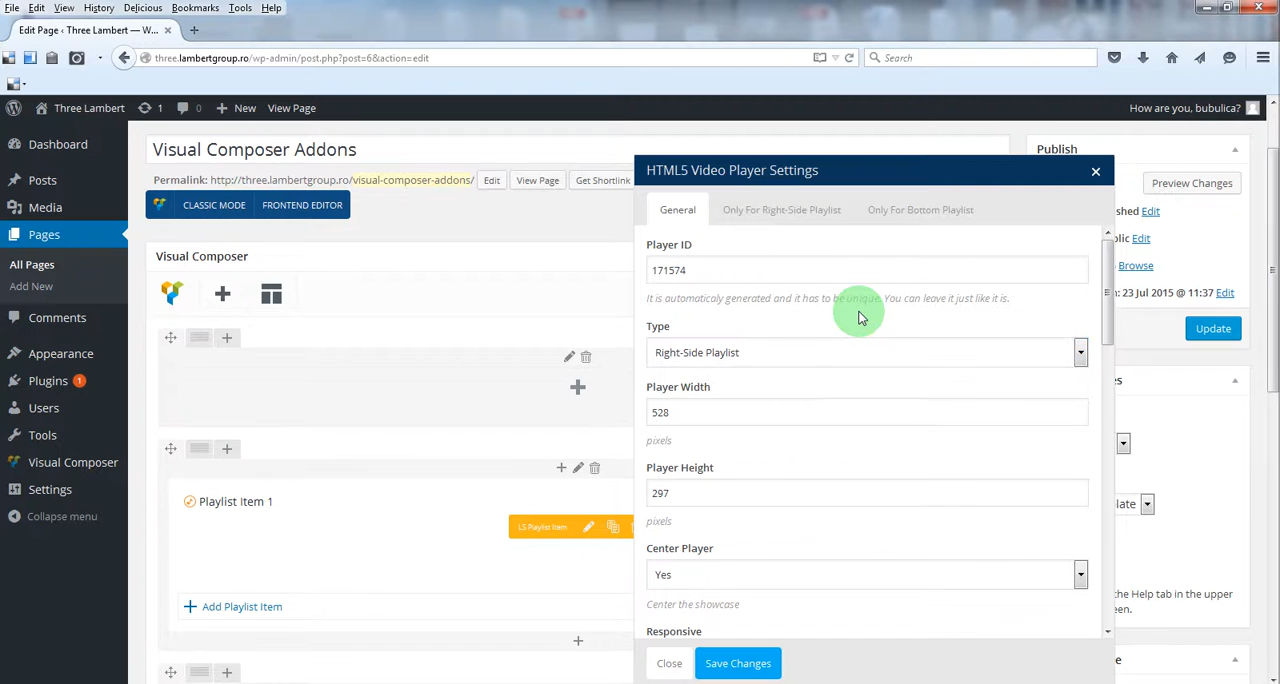 File Edit View History Delicious Bookmarks Tools Help
Edit Page ‹ Three Lambert — W...
three.lambertgroup.ro/wp-admin/post.php?post=6&action=edit
Search
Three Lambert 1 0 New View Page
How are you, bubulica?
Dashboard
Posts
Media
Pages
All Pages
Add New
Comments
Appearance
Plugins 1
Users
Tools
Visual Composer
Settings
Collapse menu
Visual Composer Addons
Permalink: http://three.lambertgroup.ro/visual-composer-addons/ Edit View Page Get Shortlink
CLASSIC MODE FRONTEND EDITOR
Visual Composer
Playlist Item 1
LS Playlist Item
Add Playlist Item
HTML5 Video Player Settings
General Only For Right-Side Playlist Only For Bottom Playlist
Player ID
171574
It is automaticaly generated and it has to be unique. You can leave it just like it is.
Type
Right-Side Playlist
Player Width
528
pixels
Player Height
297
pixels
Center Player
Yes
Center the showcase
Responsive
Close Save Changes
Publish
Preview Changes
shed Edit
olic Edit
Browse
n: 23 Jul 2015 @ 11:37 Edit
Update
es
late
the Help tab in the upper
een.
e